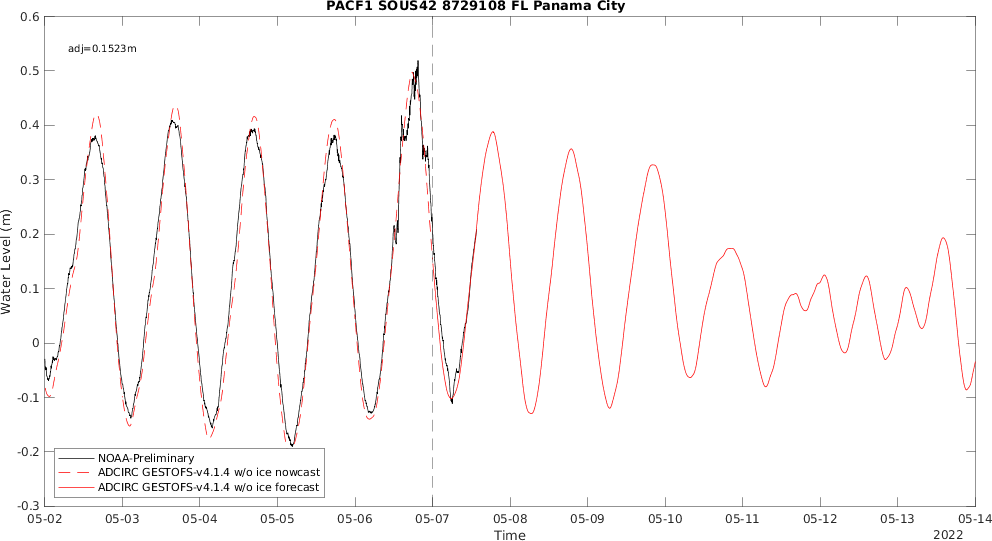 PACF1 SOUS42 8729108 FL Panama City
adj=0.1523m
0.6
0.5
0.4
0.3
0.2
0.1
0
-0.1
-0.2
-0.3
Water Level (m)
NOAA-Preliminary
ADCIRC GESTOFS-v4.1.4 w/o ice nowcast
ADCIRC GESTOFS-v4.1.4 w/o ice forecast
05-02 05-03 05-04 05-05 05-06 05-07 05-08 05-09 05-10 05-11 05-12 05-13 05-14
Time
2022